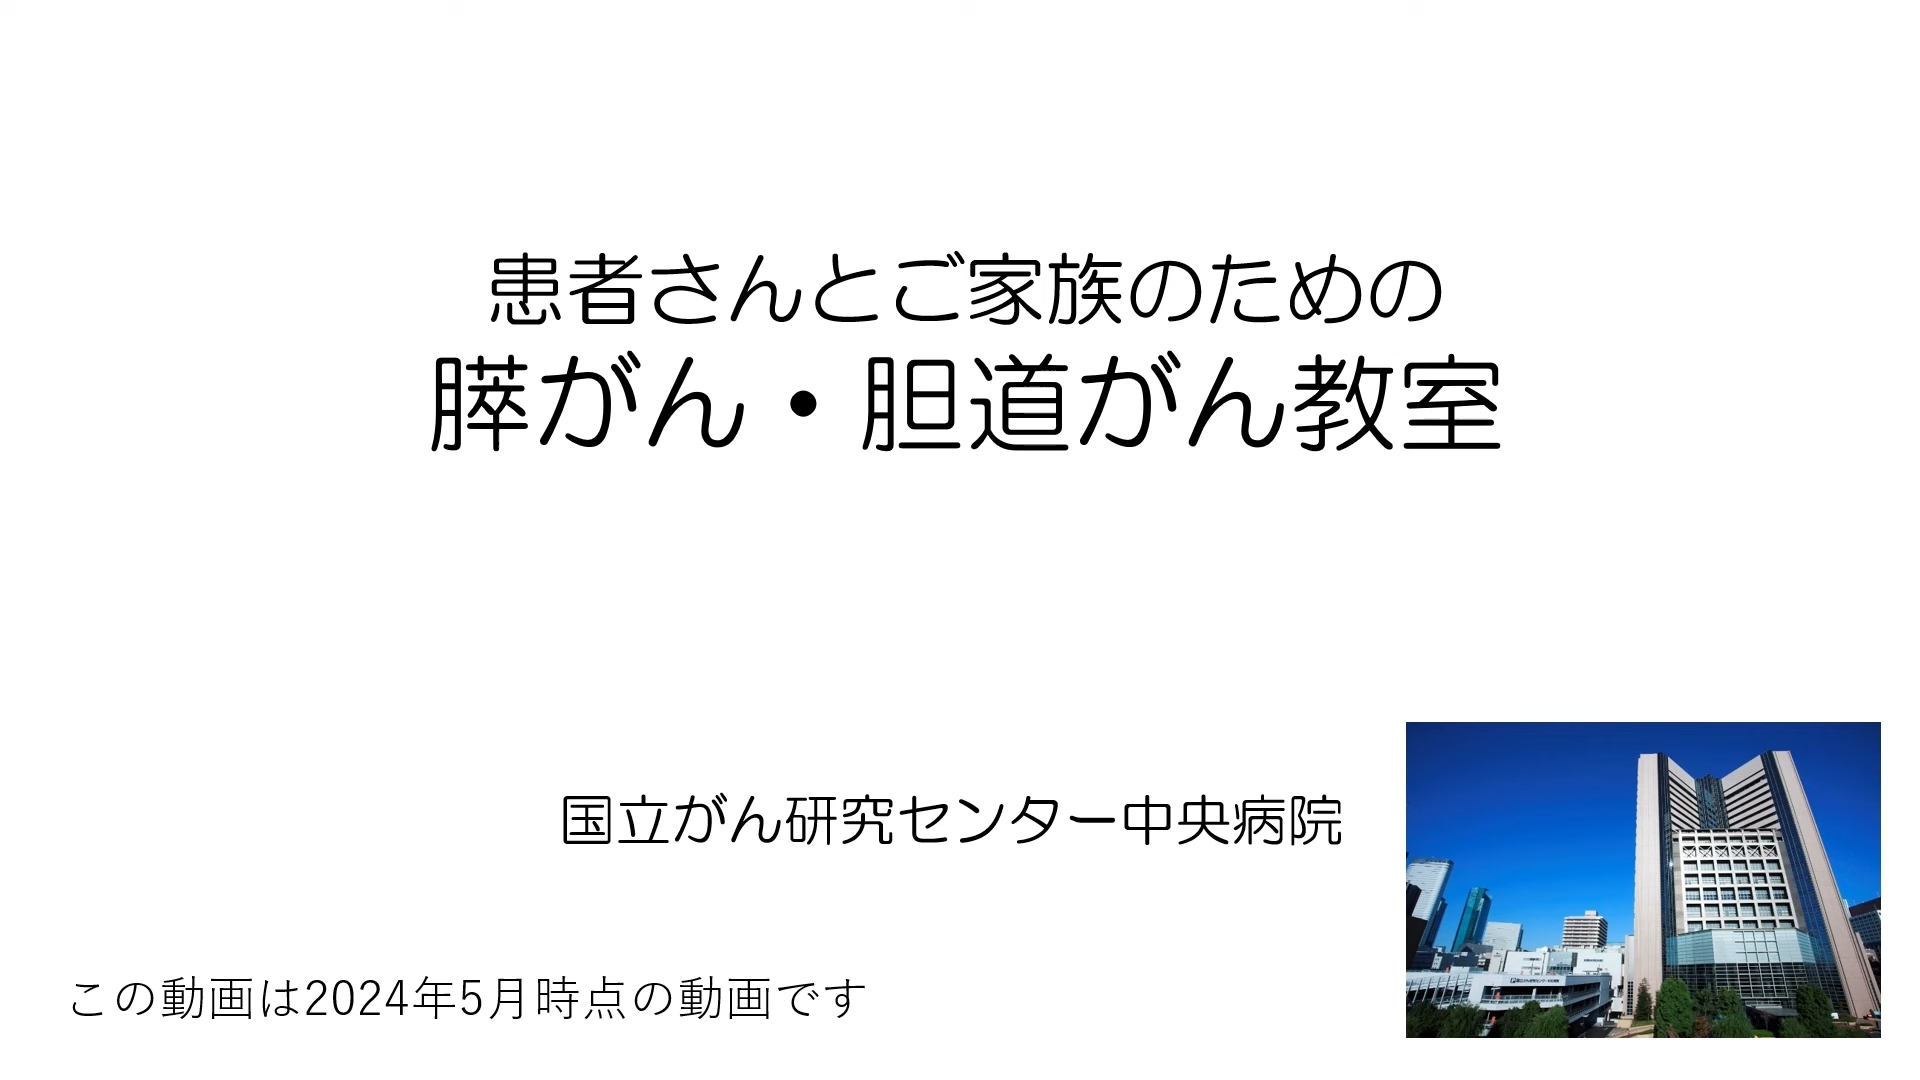 患者さんとご家族のための
膵がん・胆道がん教室
国立がん研究センター中央病院
この動画は2024年5月時点の動画です